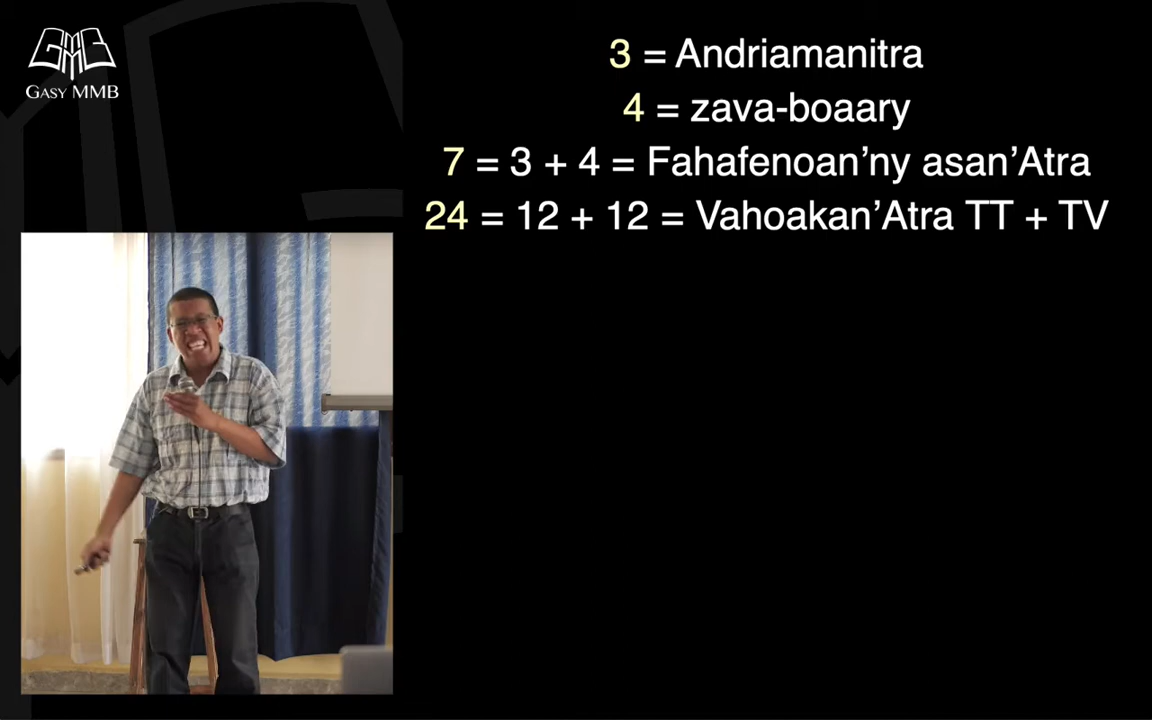 GMMB
GASY MMB
3 = Andriamanitra
4 = zava-boaary
7 = 3 + 4 = Fahafenoan’ny asan’Atra
24 = 12 + 12 = Vahoakan’Atra TT + TV